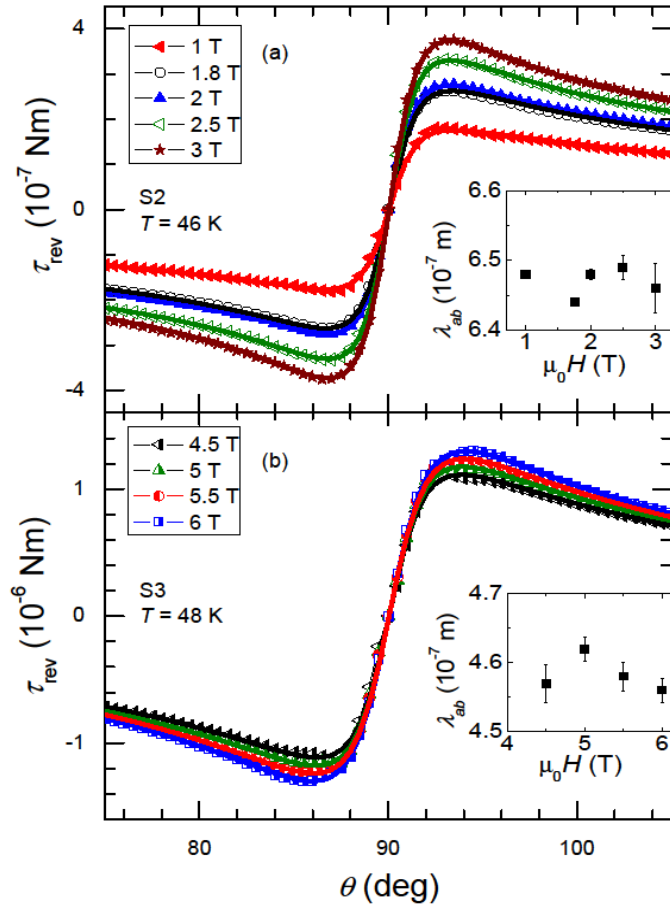 4
0
-4
τrev (10⁻⁷ Nm)
1 T
1.8 T
2 T
2.5 T
3 T
(a)
S2
T = 46 K
6.6
6.5
6.4
λab (10⁻⁷ m)
1 2 3
μ₀H (T)
1
0
-1
τrev (10⁻⁶ Nm)
4.5 T
5 T
5.5 T
6 T
(b)
S3
T = 48 K
4.7
4.6
4.5
λab (10⁻⁷ m)
4 5 6
μ₀H (T)
80 90 100
θ (deg)